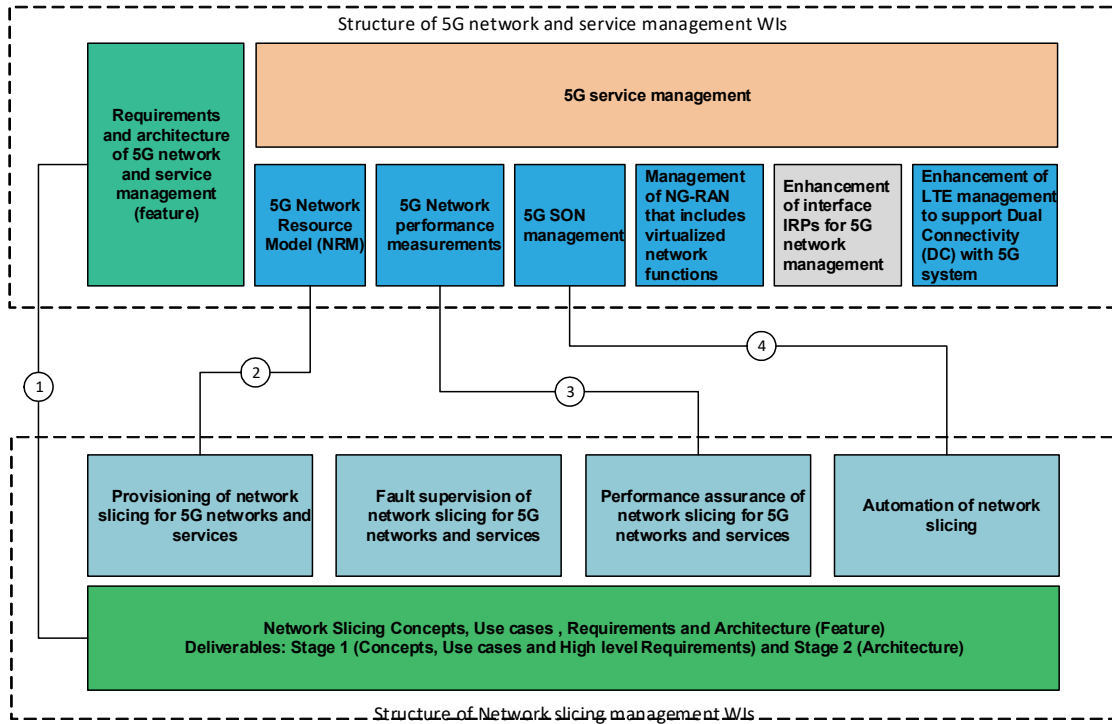 Structure of 5G network and service management WIs
Requirements
and architecture
of 5G network
and service
management
(feature)
5G service management
5G Network
Resource
Model (NRM)
5G Network
performance
measurements
5G SON
management
Management
of NG-RAN
that includes
virtualized
network
functions
Enhancement
of interface
IRPs for 5G
network
management
Enhancement of
LTE management
to support Dual
Connectivity
(DC) with 5G
system
1
2
3
4
Provisioning of network
slicing for 5G networks and
services
Fault supervision of
network slicing for 5G
networks and services
Performance assurance of
network slicing for 5G
networks and services
Automation of network
slicing
Network Slicing Concepts, Use cases , Requirements and Architecture (Feature)
Deliverables: Stage 1 (Concepts, Use cases and High level Requirements) and Stage 2 (Architecture)
Structure of Network slicing management WIs